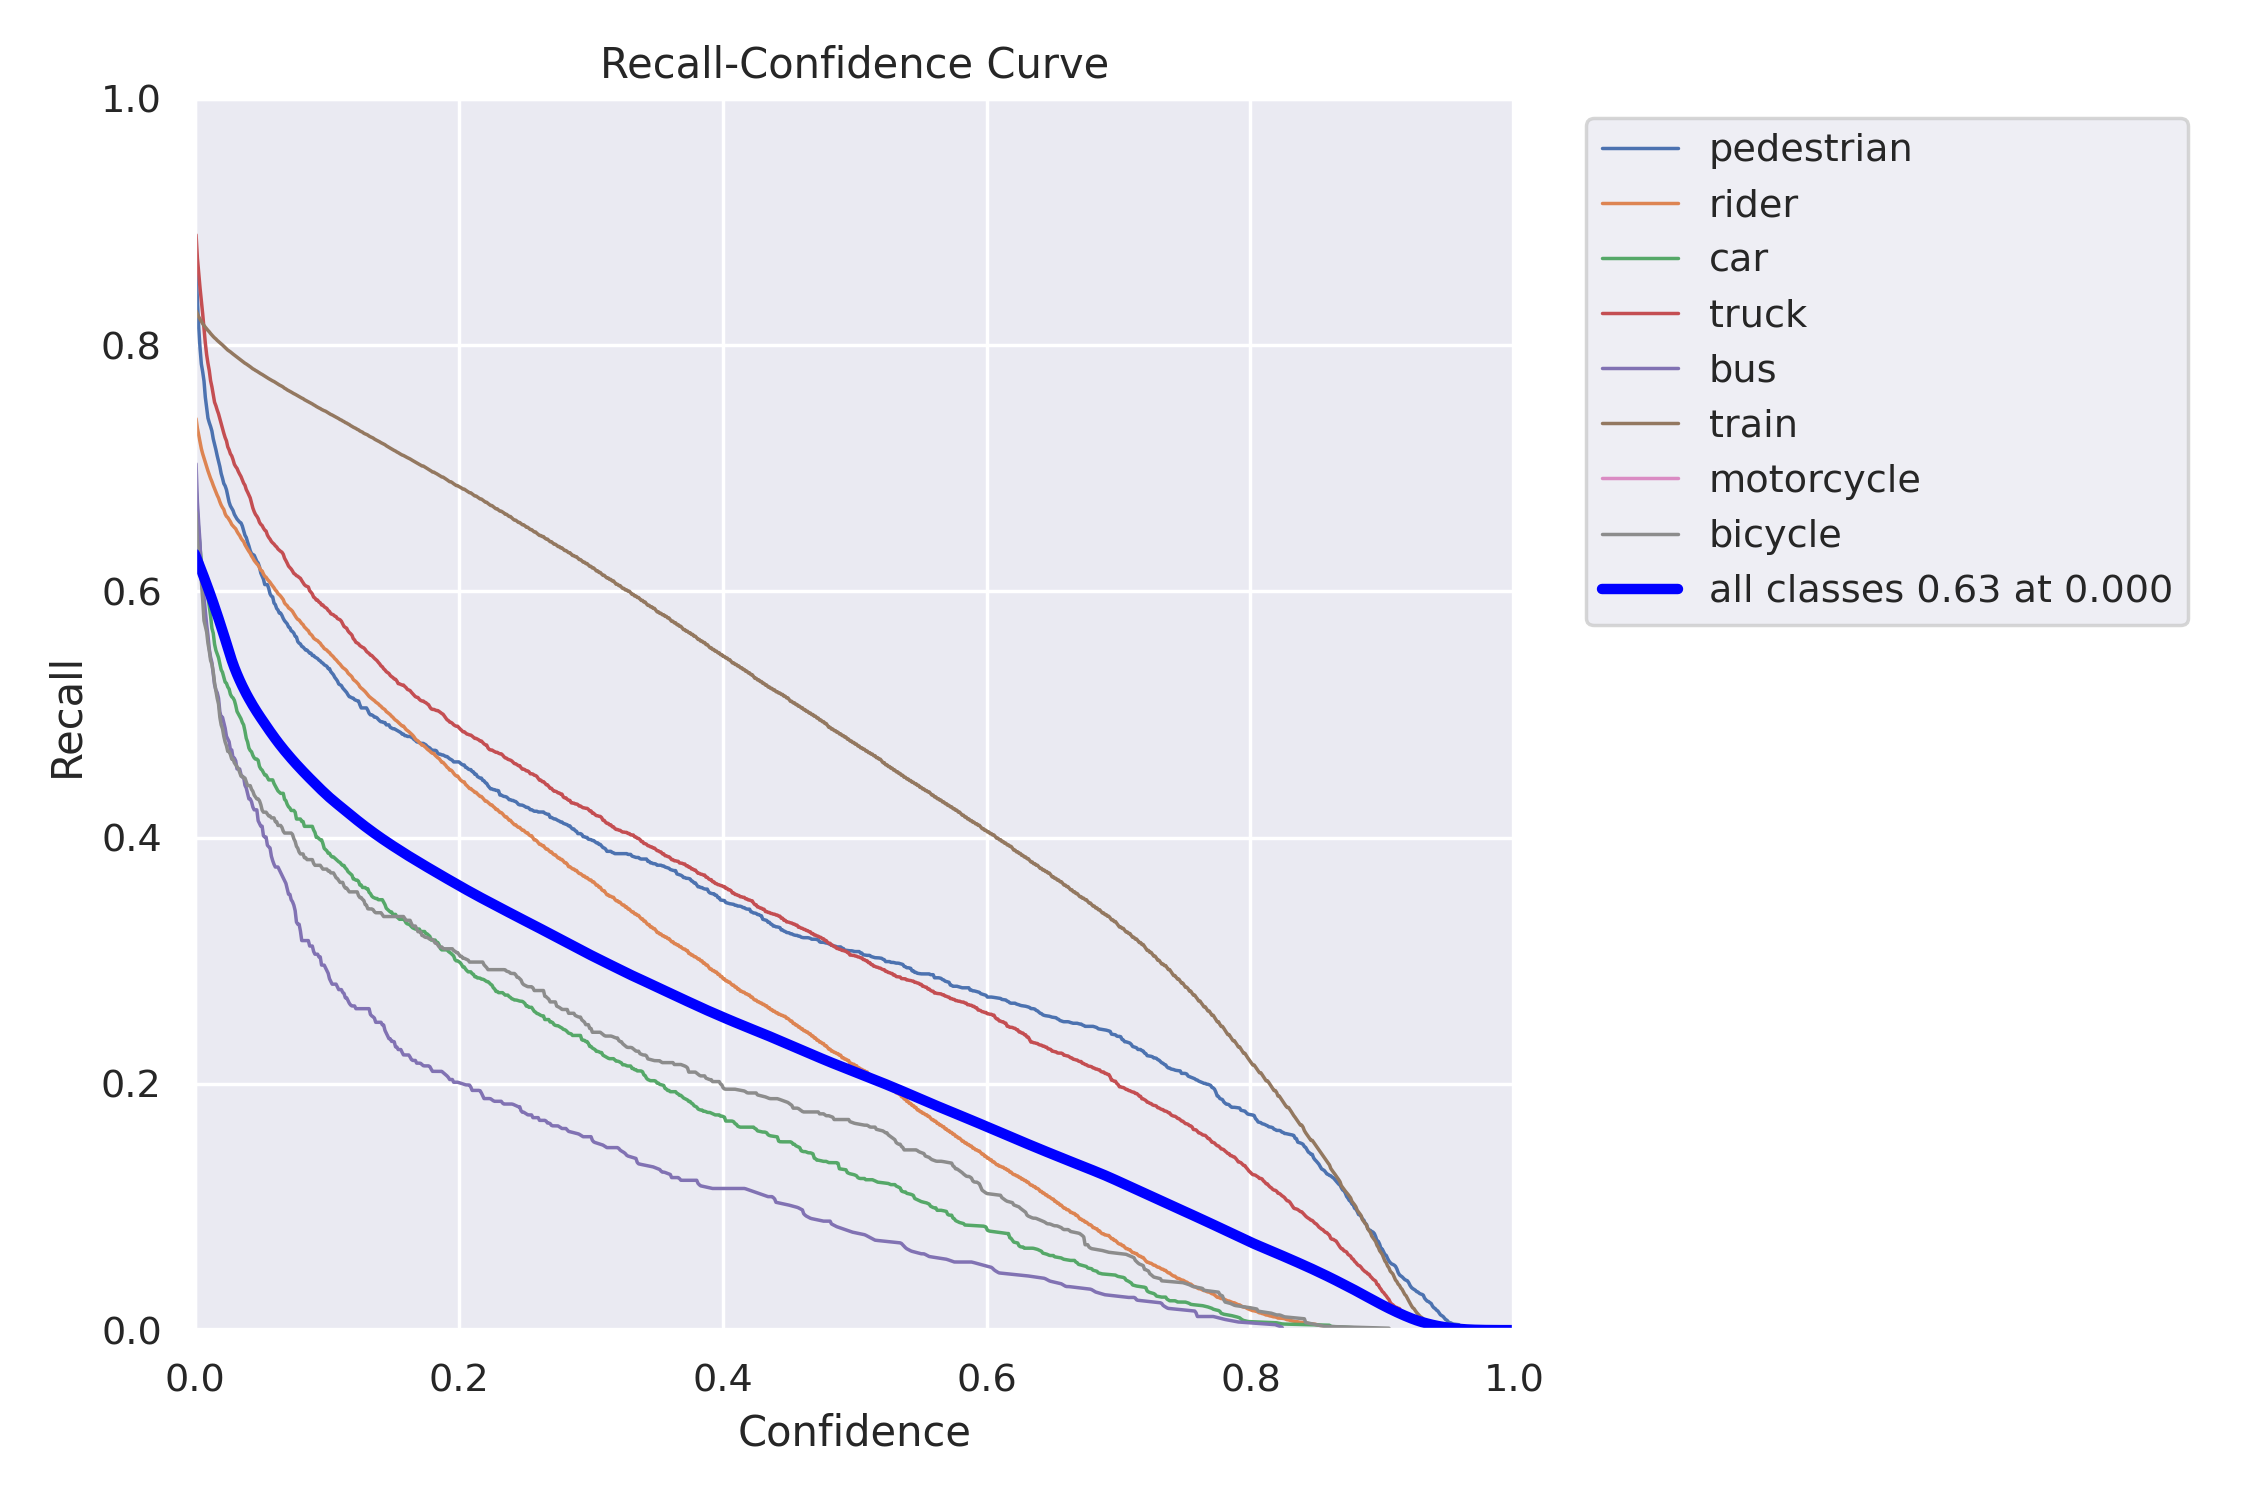 Recall-Confidence Curve
1.0
0.8
0.6
0.4
0.2
0.0
Recall
0.0 0.2 0.4 0.6 0.8 1.0
Confidence
pedestrian
rider
car
truck
bus
train
motorcycle
bicycle
all classes 0.63 at 0.000